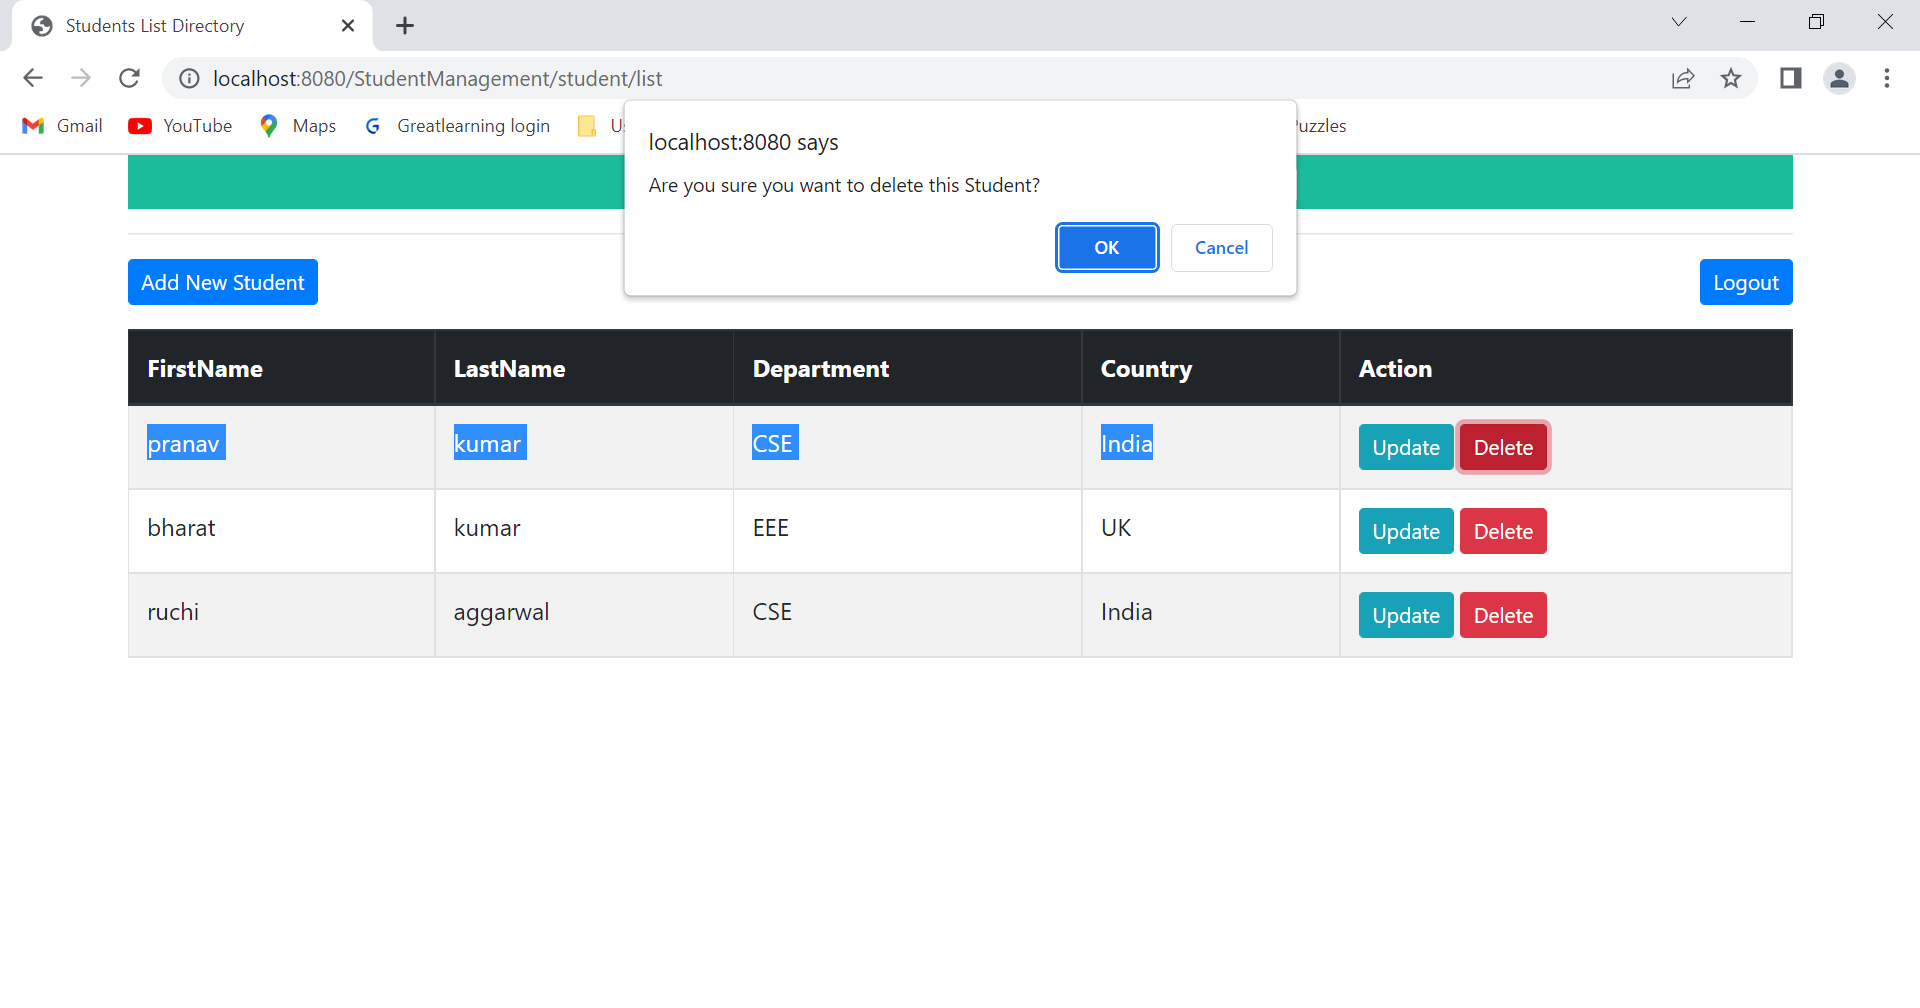 Students List Directory
localhost:8080/StudentManagement/student/list
Gmail YouTube Maps Greatlearning login
localhost:8080 says
Are you sure you want to delete this Student?
OK Cancel
Add New Student Logout
FirstName LastName Department Country Action
pranav kumar CSE India Update Delete
bharat kumar EEE UK Update Delete
ruchi aggarwal CSE India Update Delete